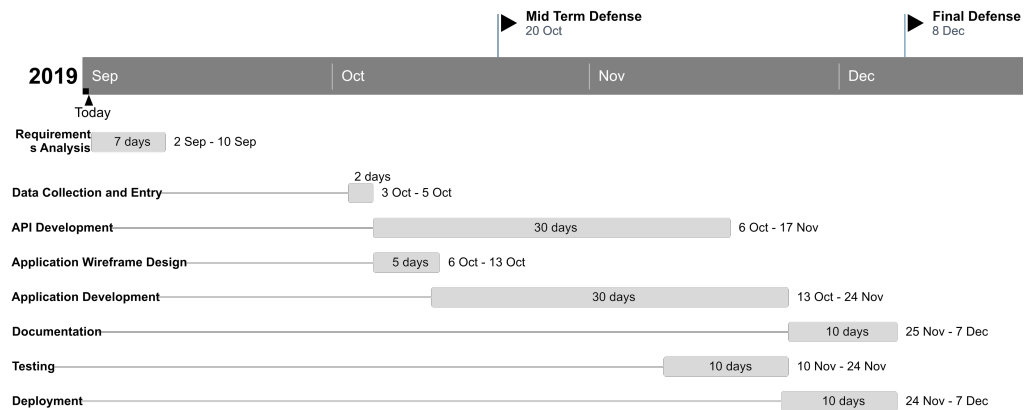 Mid Term Defense
20 Oct
Final Defense
8 Dec
2019
Sep
Oct
Nov
Dec
Today
Requirement
s Analysis
7 days
2 Sep - 10 Sep
2 days
Data Collection and Entry
3 Oct - 5 Oct
API Development
30 days
6 Oct - 17 Nov
Application Wireframe Design
5 days
6 Oct - 13 Oct
Application Development
30 days
13 Oct - 24 Nov
Documentation
10 days
25 Nov - 7 Dec
Testing
10 days
10 Nov - 24 Nov
Deployment
10 days
24 Nov - 7 Dec